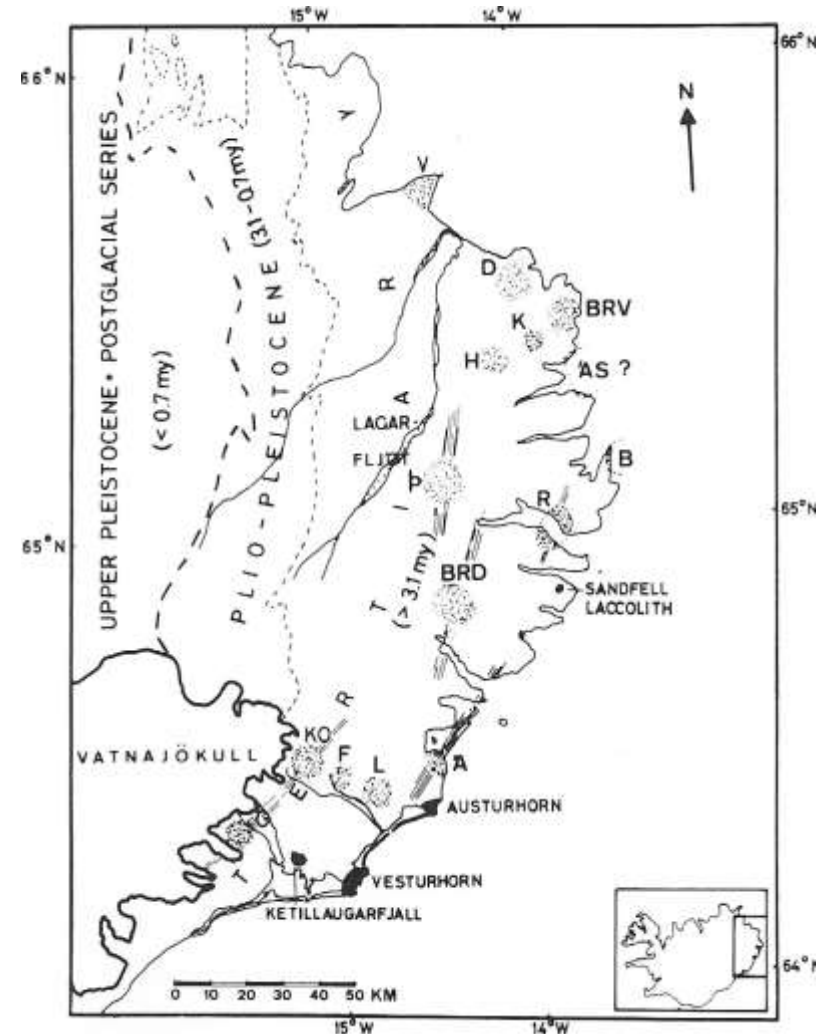 15°W
14°W
66°N
66°N
N
Y
V
UPPER PLEISTOCENE + POSTGLACIAL SERIES
(< 0.7 my)
PLIO-PLEISTOCENE (3.1-0.7 my)
R
D
BRV
K
H
ÁS ?
A
LAGAR-
FLJÓT
B
I
Þ
R
65°N
65°N
T
(> 3.1 my)
BRD
SANDFELL
LACCOLITH
R
KO
VATNAJÖKULL
F
L
Á
E
G
AUSTURHORN
T
VESTURHORN
KETILLAUGARFJALL
0 10 20 30 40 50 KM
64°N
15°W
14°W